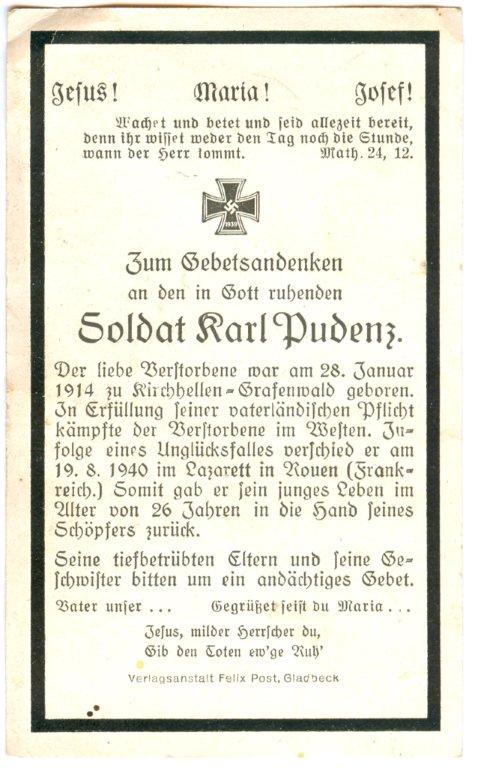 Jesus! Maria! Josef!
Wachet und betet und seid allezeit bereit,
denn ihr wisset weder den Tag noch die Stunde,
wann der Herr kommt. Math. 24, 12.
1939
Zum Gebetsandenken
an den in Gott ruhenden
Soldat Karl Pudenz.
Der liebe Verstorbene war am 28. Januar
1914 zu Kirchhellen=Grafenwald geboren.
In Erfüllung seiner vaterländischen Pflicht
kämpfte der Verstorbene im Westen. In=
folge eines Unglücksfalles verschied er am
19. 8. 1940 im Lazarett in Rouen (Frank=
reich.) Somit gab er sein junges Leben im
Alter von 26 Jahren in die Hand seines
Schöpfers zurück.
Seine tiefbetrübten Eltern und seine Ge=
schwister bitten um ein andächtiges Gebet.
Vater unser ... Gegrüßet seist du Maria ...
Jesus, milder Herrscher du,
Gib den Toten ew'ge Ruh'
Verlagsanstalt Felix Post, Gladbeck